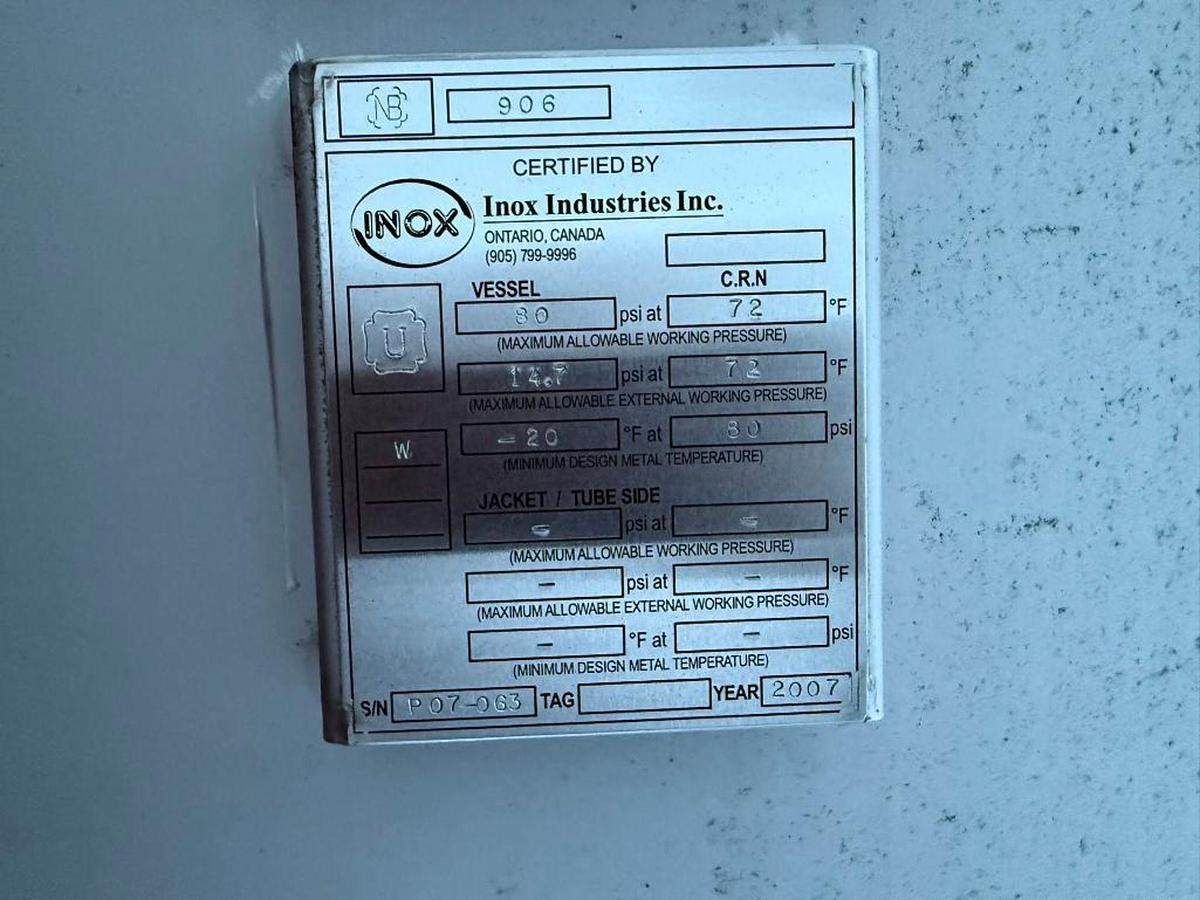 NB 906
CERTIFIED BY
INOX Inox Industries Inc.
ONTARIO, CANADA
(905) 799-9996
C.R.N
VESSEL
U 80 psi at 72 °F
(MAXIMUM ALLOWABLE WORKING PRESSURE)
14.7 psi at 72 °F
(MAXIMUM ALLOWABLE EXTERNAL WORKING PRESSURE)
W -20 °F at 80 psi
(MINIMUM DESIGN METAL TEMPERATURE)
JACKET / TUBE SIDE
- psi at - °F
(MAXIMUM ALLOWABLE WORKING PRESSURE)
- psi at - °F
(MAXIMUM ALLOWABLE EXTERNAL WORKING PRESSURE)
- °F at - psi
(MINIMUM DESIGN METAL TEMPERATURE)
S/N P07-063 TAG YEAR 2007